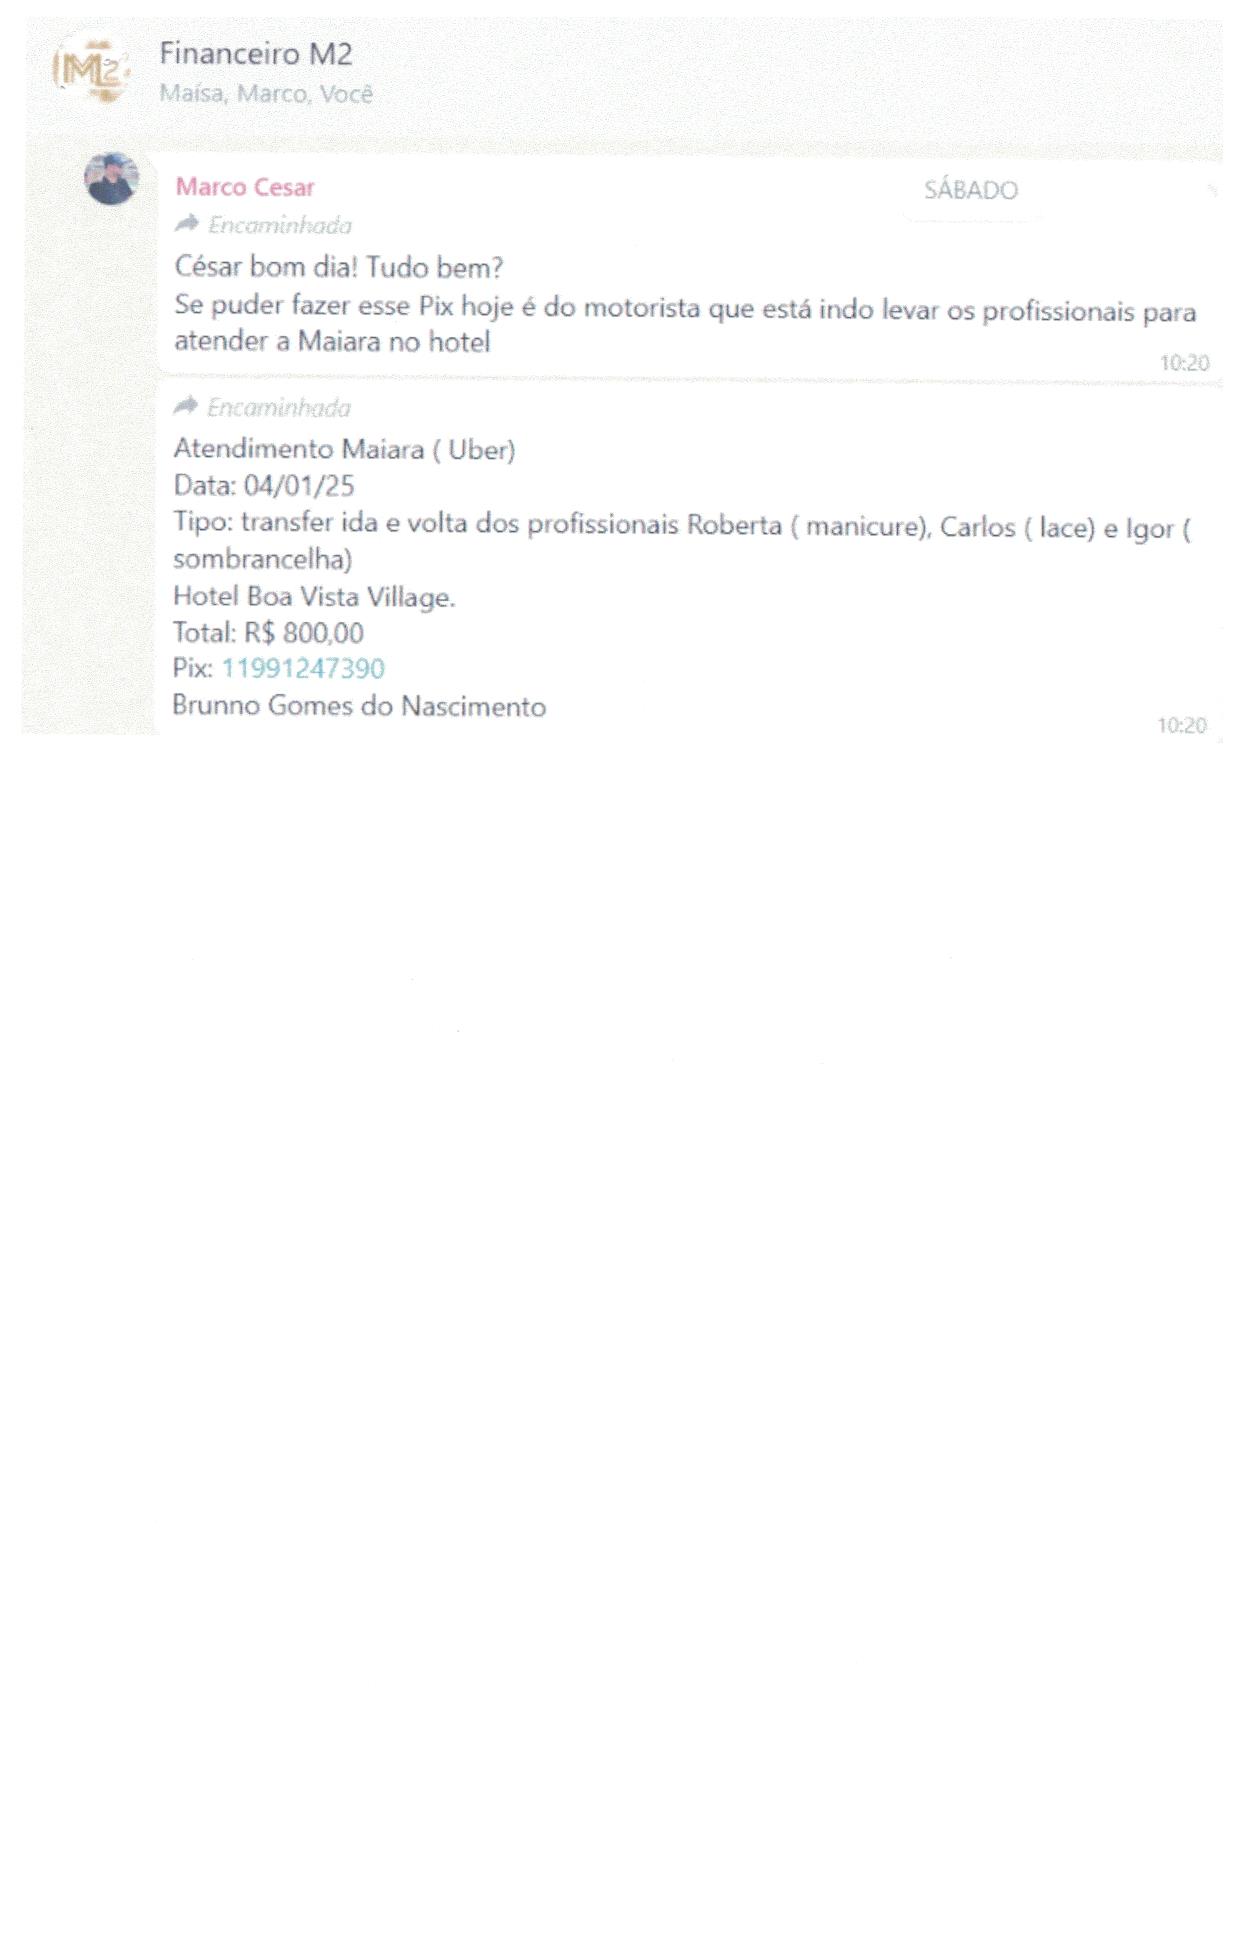 M2
Financeiro M2
Maísa, Marco, Você
Marco Cesar
SÁBADO
Encaminhada
César bom dia! Tudo bem?
Se puder fazer esse Pix hoje é do motorista que está indo levar os profissionais para
atender a Maiara no hotel
10:20
Encaminhada
Atendimento Maiara ( Uber)
Data: 04/01/25
Tipo: transfer ida e volta dos profissionais Roberta ( manicure), Carlos ( lace) e Igor (
sombrancelha)
Hotel Boa Vista Village.
Total: R$ 800,00
Pix: 11991247390
Brunno Gomes do Nascimento
10:20